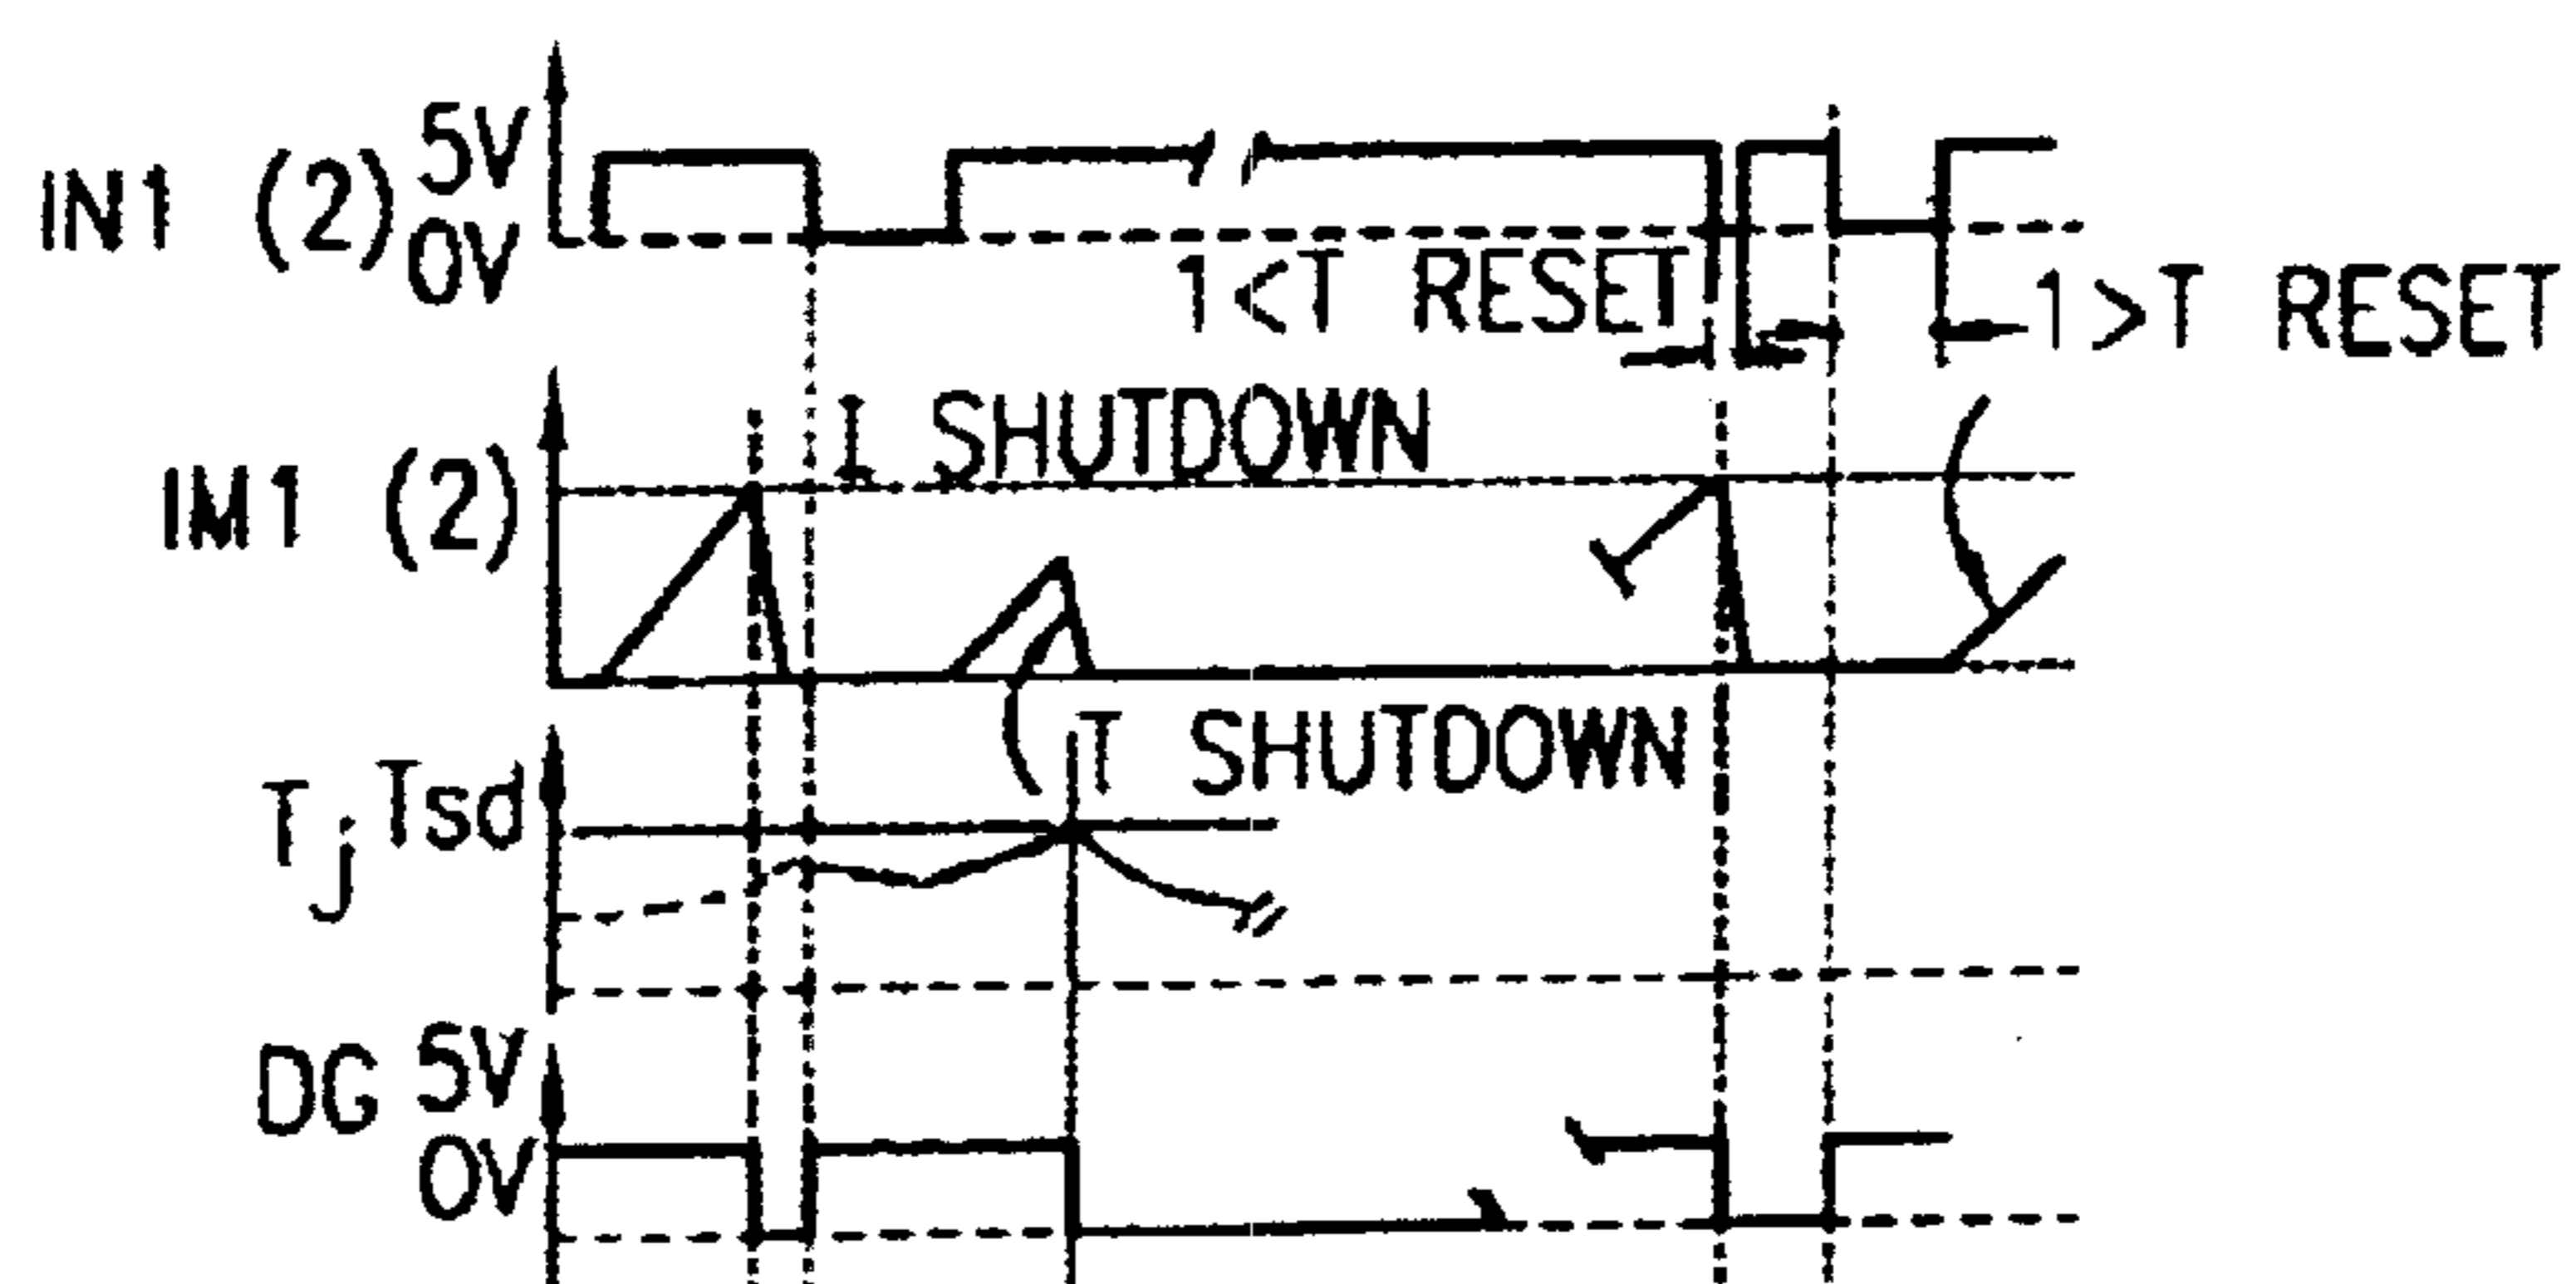 5V
IN1 (2)
0V
1<T RESET
1>T RESET
I SHUTDOWN
IM1 (2)
T SHUTDOWN
Tj Tsd
DG 5V
0V